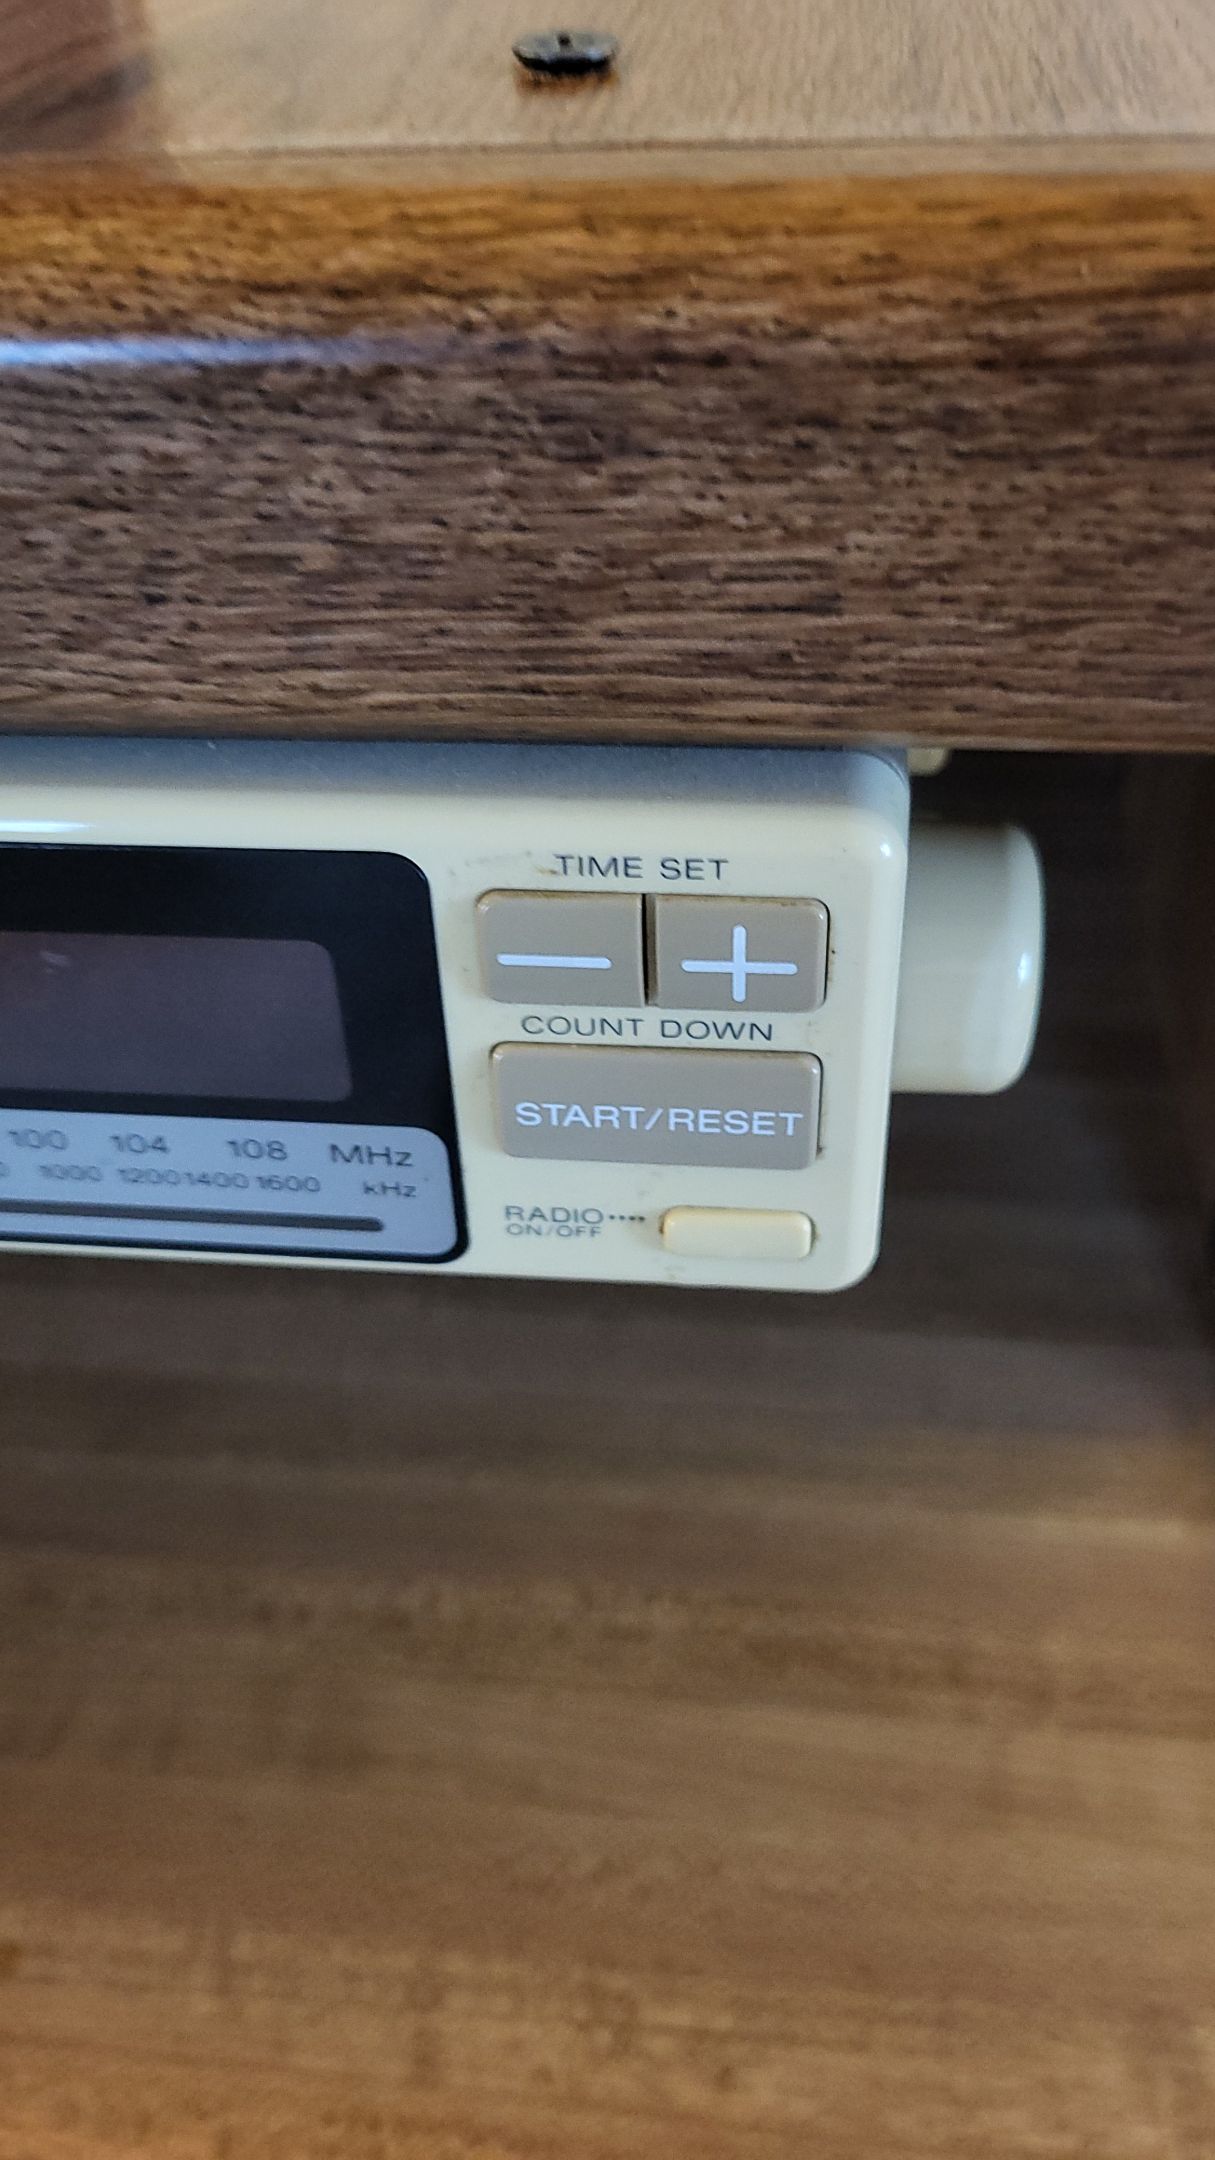 TIME SET
— +
COUNT DOWN
START/RESET
100 104 108 MHz
1000 1200 1400 1600 kHz
RADIO····
ON/OFF